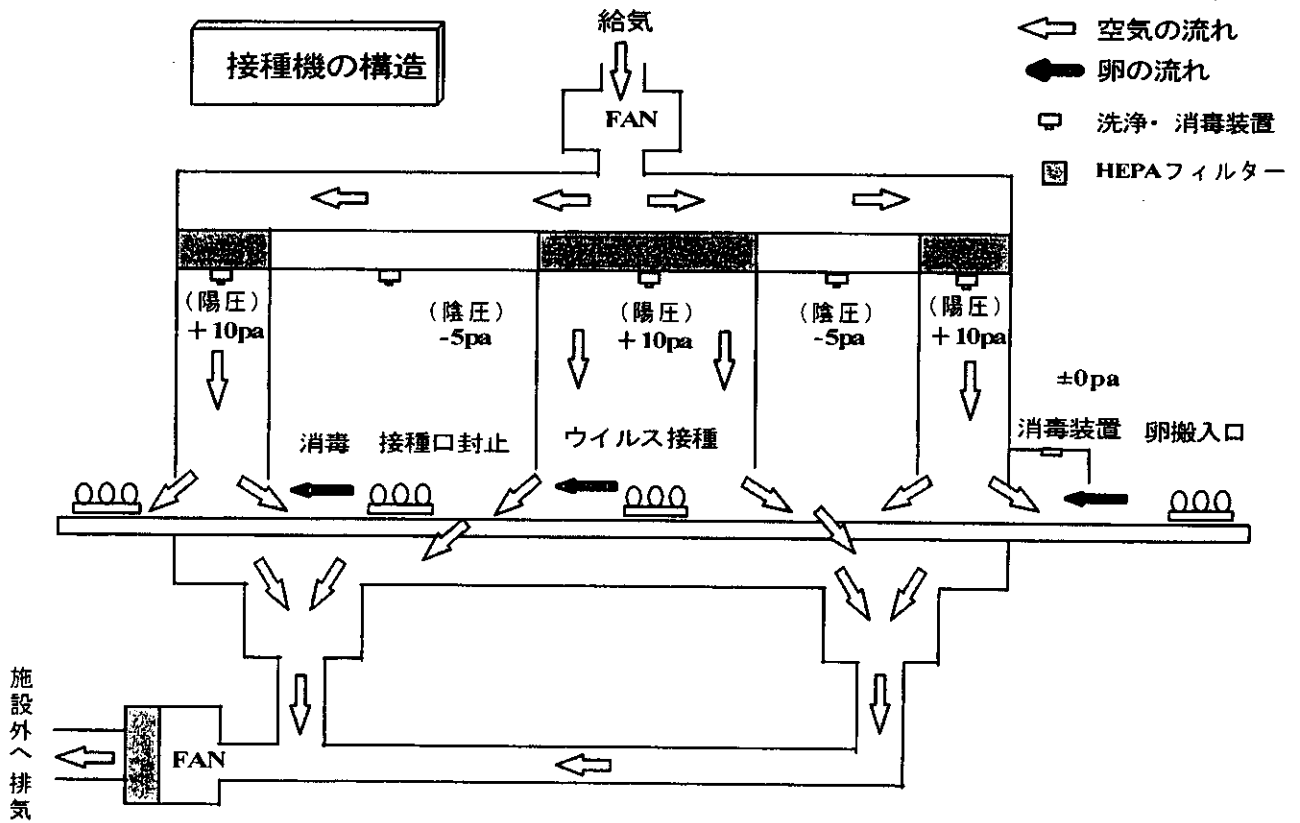 接種機の構造
給気
FAN
空気の流れ
卵の流れ
洗浄・消毒装置
HEPAフィルター
(陽圧)
+10pa
(陰圧)
-5pa
(陽圧)
+10pa
(陰圧)
-5pa
(陽圧)
+10pa
±0pa
消毒 接種口封止
ウイルス接種
消毒装置 卵搬入口
施設外へ排気
FAN